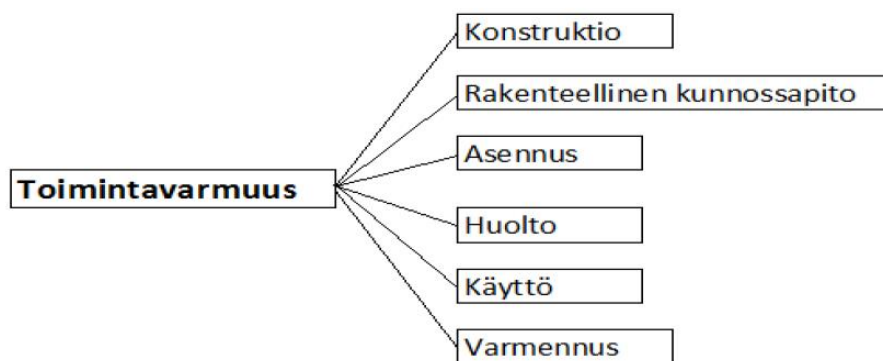 Konstruktio
Rakenteellinen kunnossapito
Asennus
Toimintavarmuus
Huolto
Käyttö
Varmennus